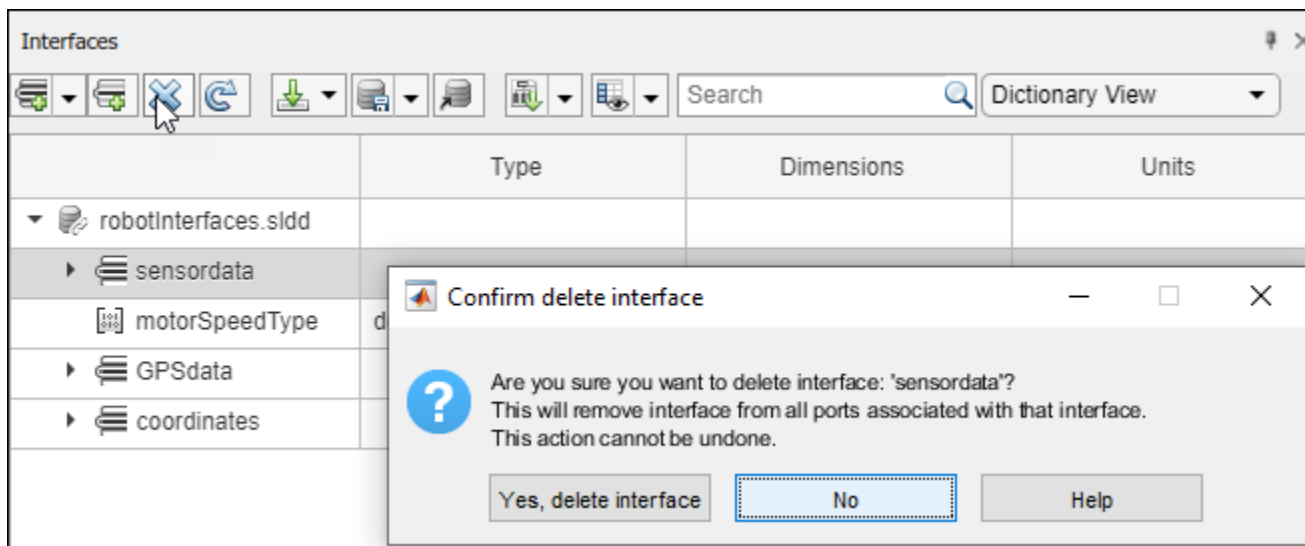 Interfaces
Search
Dictionary View
Type Dimensions Units
robotInterfaces.sldd
sensordata
motorSpeedType d
GPSdata
coordinates
Confirm delete interface
Are you sure you want to delete interface: 'sensordata'?
This will remove interface from all ports associated with that interface.
This action cannot be undone.
Yes, delete interface No Help